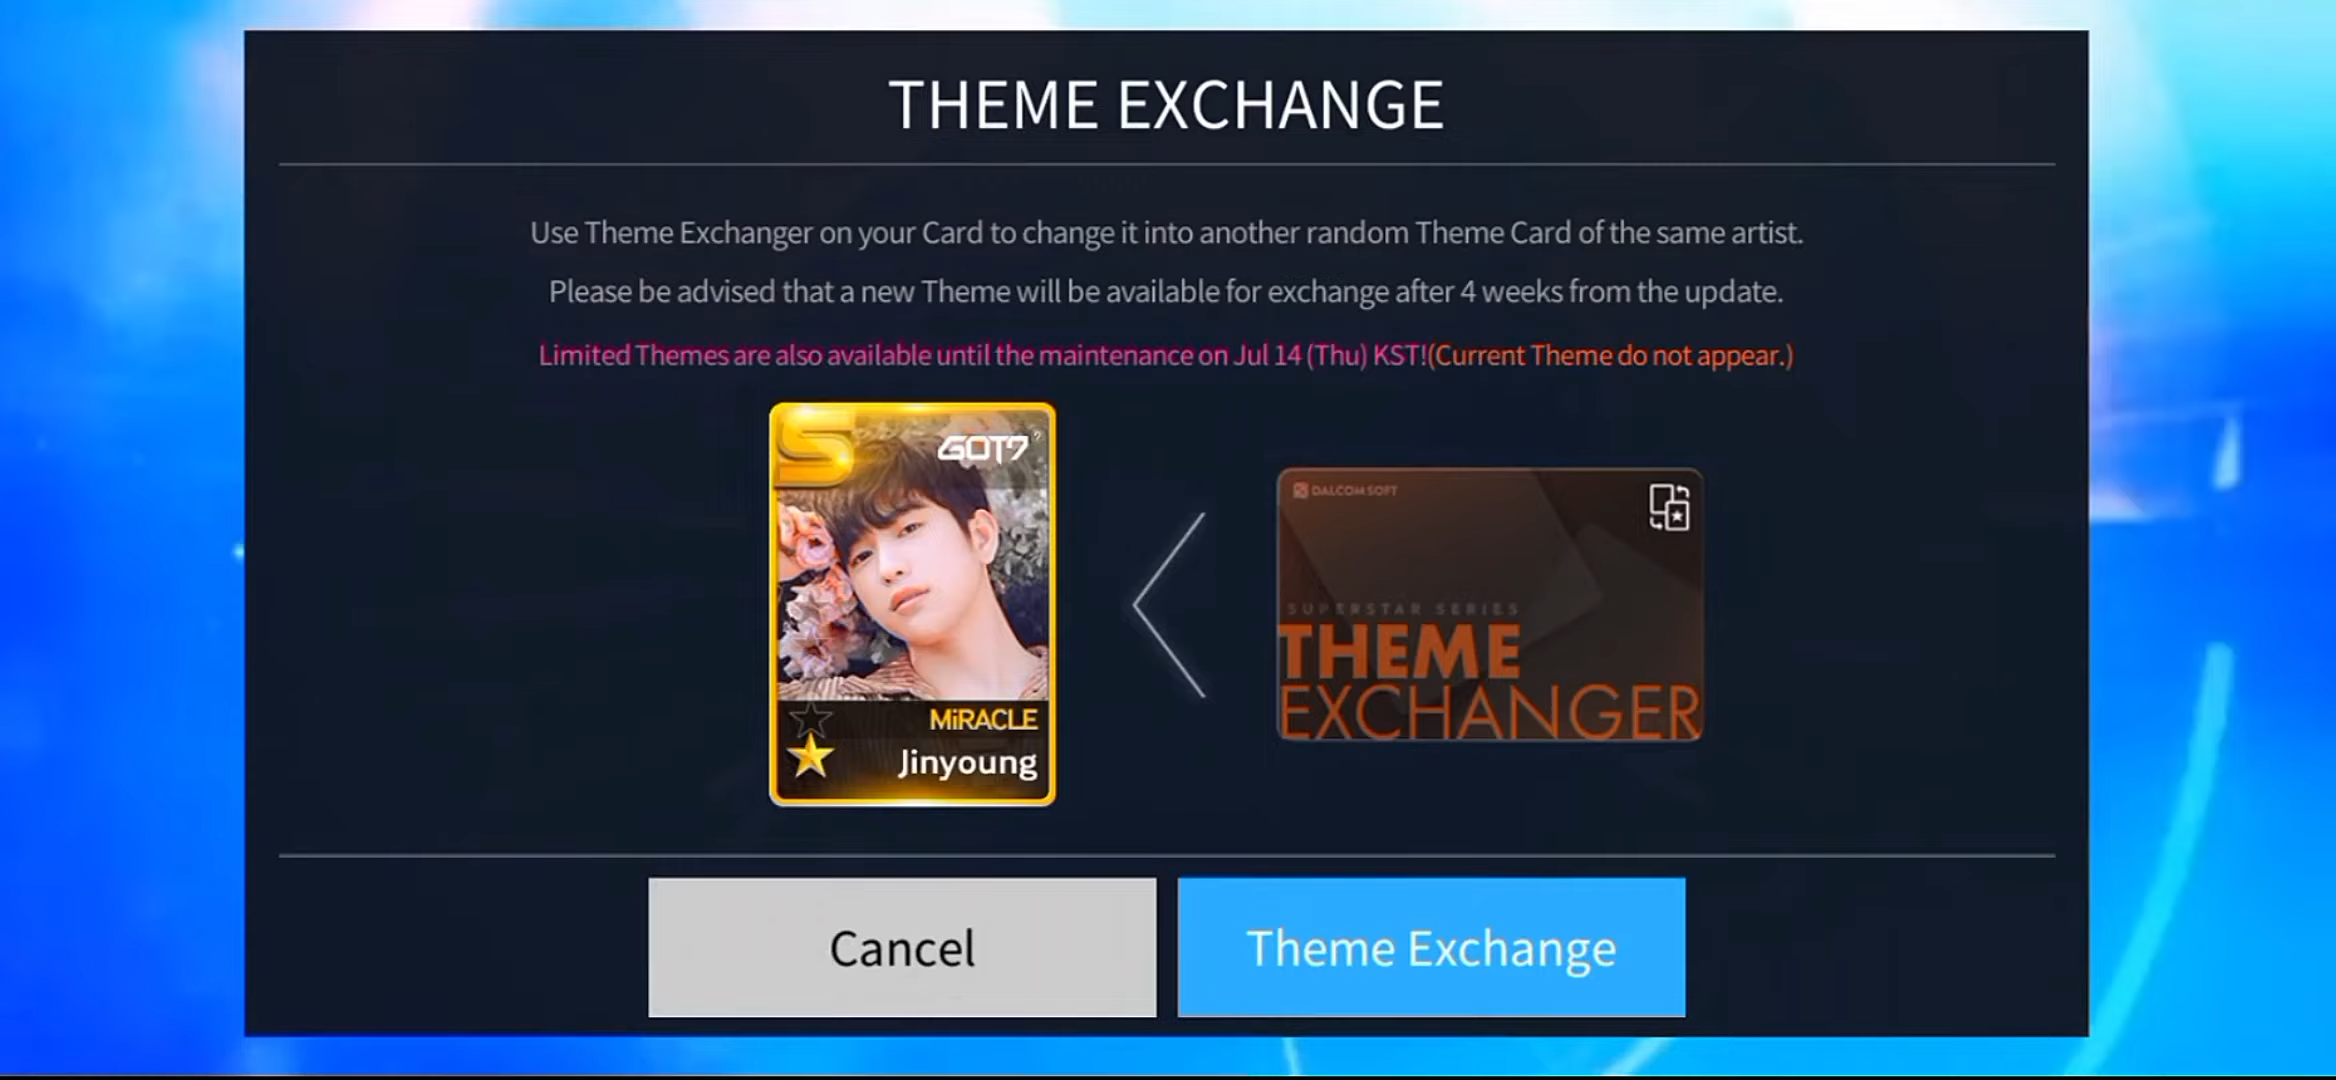 THEME EXCHANGE
Use Theme Exchanger on your Card to change it into another random Theme Card of the same artist.
Please be advised that a new Theme will be available for exchange after 4 weeks from the update.
Limited Themes are also available until the maintenance on Jul 14 (Thu) KST!(Current Theme do not appear.)
S
GOT7
MiRACLE
Jinyoung
DALCOMSOFT
SUPERSTAR SERIES
THEME
EXCHANGER
Cancel
Theme Exchange